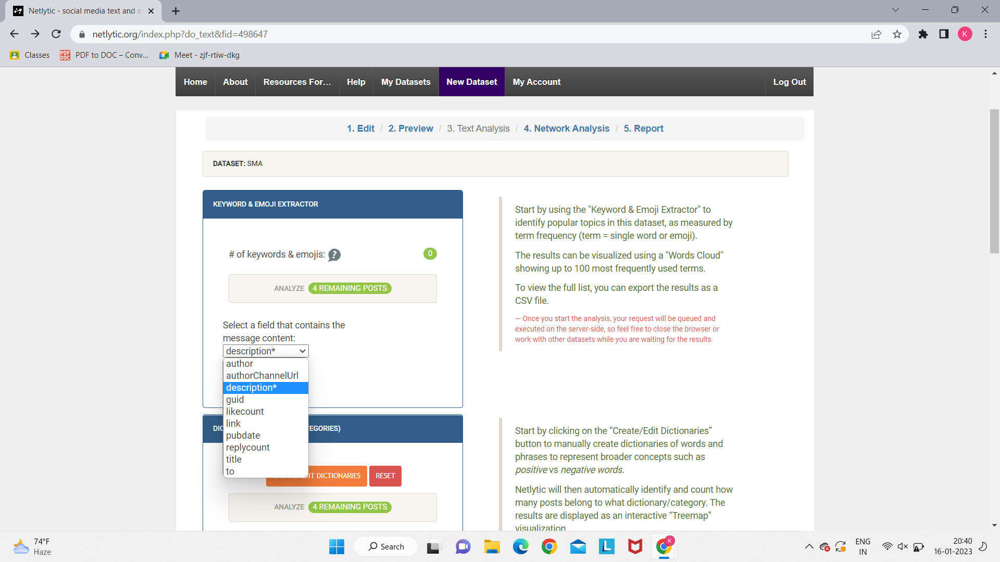 Netlytic - social media text and s
netlytic.org/index.php?do_text&fid=498647
K
Classes
PDF to DOC – Conv...
Meet - zjf-rtiw-dkg
Home
About
Resources For...
Help
My Datasets
New Dataset
My Account
Log Out
1. Edit / 2. Preview / 3. Text Analysis / 4. Network Analysis / 5. Report
DATASET: SMA
KEYWORD & EMOJI EXTRACTOR
# of keywords & emojis: ?
0
ANALYZE 4 REMAINING POSTS
Select a field that contains the
message content:
description*
author
authorChannelUrl
description*
guid
likecount
link
pubdate
replycount
title
to
Start by using the "Keyword & Emoji Extractor" to
identify popular topics in this dataset, as measured by
term frequency (term = single word or emoji).
The results can be visualized using a "Words Cloud"
showing up to 100 most frequently used terms.
To view the full list, you can export the results as a
CSV file.
– Once you start the analysis, your request will be queued and
executed on the server-side, so feel free to close the browser or
work with other datasets while you are waiting for the results.
DIC
EGORIES)
IT DICTIONARIES
RESET
ANALYZE 4 REMAINING POSTS
Start by clicking on the “Create/Edit Dictionaries”
button to manually create dictionaries of words and
phrases to represent broader concepts such as
positive vs negative words.
Netlytic will then automatically identify and count how
many posts belong to what dictionary/category. The
results are displayed as an interactive “Treemap”
visualization
74°F
Haze
Search
L
K
ENG
IN
20:40
16-01-2023